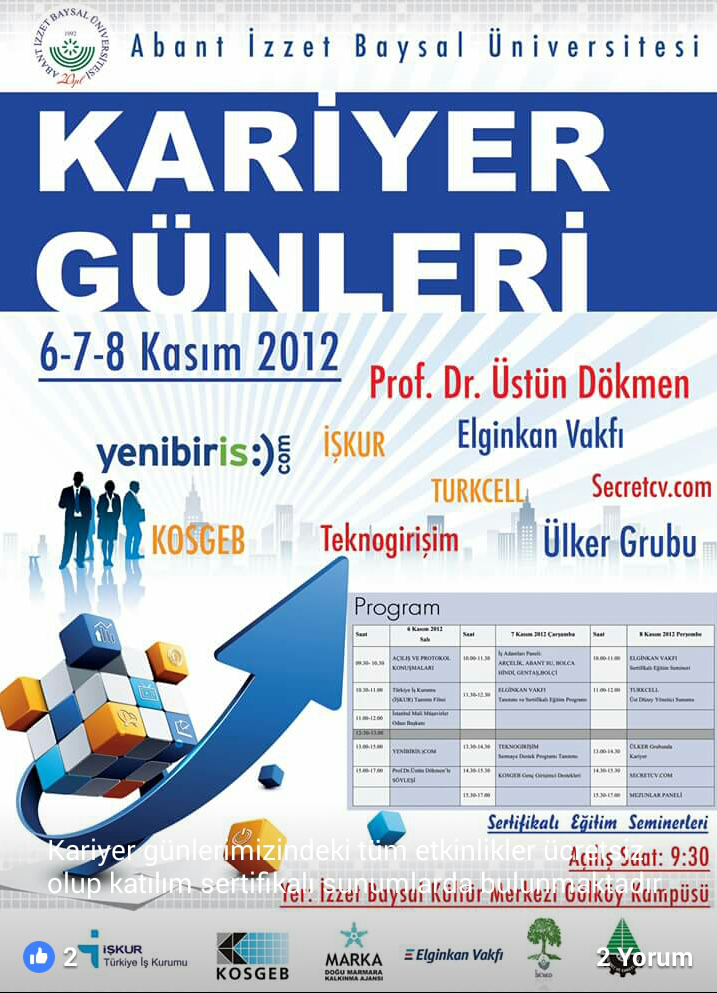 ABANT İZZET BAYSAL ÜNİVERSİTESİ
1992
20.yıl
Abant İzzet Baysal Üniversitesi
KARİYER
GÜNLERİ
6-7-8 Kasım 2012
Prof. Dr. Üstün Dökmen
yenibiris:)com
İŞKUR
Elginkan Vakfı
TURKCELL
Secretcv.com
KOSGEB
Teknogirişim
Ülker Grubu
Program
Saat
6 Kasım 2012
Salı
Saat
7 Kasım 2012 Çarşamba
Saat
8 Kasım 2012 Perşembe
09.30- 10.30
AÇILIŞ VE PROTOKOL
KONUŞMALARI
10.00-11.30
İş Adamları Paneli:
ARÇELİK, ABANT SU, BOLCA
HİNDİ, GENTAŞ,BOLÇİ
10.00-11.00
ELGİNKAN VAKFI
Sertifikalı Eğitim Semineri
10.30-11.00
Türkiye İş Kurumu
(İŞKUR) Tanıtım Filmi
11.30-12.30
ELGİNKAN VAKFI
Tanıtımı ve Sertifikalı Eğitim Programı
11.00-12.00
TURKCELL
Üst Düzey Yönetici Sunumu
11.00-12.00
İstanbul Mali Müşavirler
Odası Başkanı
12:30-13.00
13.00-15.00
YENİBİRİŞ:)COM
13.30-14.30
TEKNOGİRİŞİM
Sermaye Destek Programı Tanıtımı
13.00-14.30
ÜLKER Grubunda
Kariyer
15.00-17.00
Prof.Dr.Üstün Dökmen'le
SÖYLEŞİ
14.30-15.30
KOSGEB Genç Girişimci Destekleri
14.30-15.30
SECRETCV.COM
15.30-17.00
15.30-17.00
MEZUNLAR PANELİ
Sertifikalı Eğitim Seminerleri
Açılış Saat: 9:30
Kariyer günlerimizindeki tüm etkinlikler ücretsiz
olup katılım sertifikalı sunumlarda bulunmaktadır
Yer: İzzet Baysal Kültür Merkezi Gölköy Kampüsü
2
İŞKUR
Türkiye İş Kurumu
KOSGEB
MARKA
DOĞU MARMARA
KALKINMA AJANSI
Elginkan Vakfı
2 Yorum